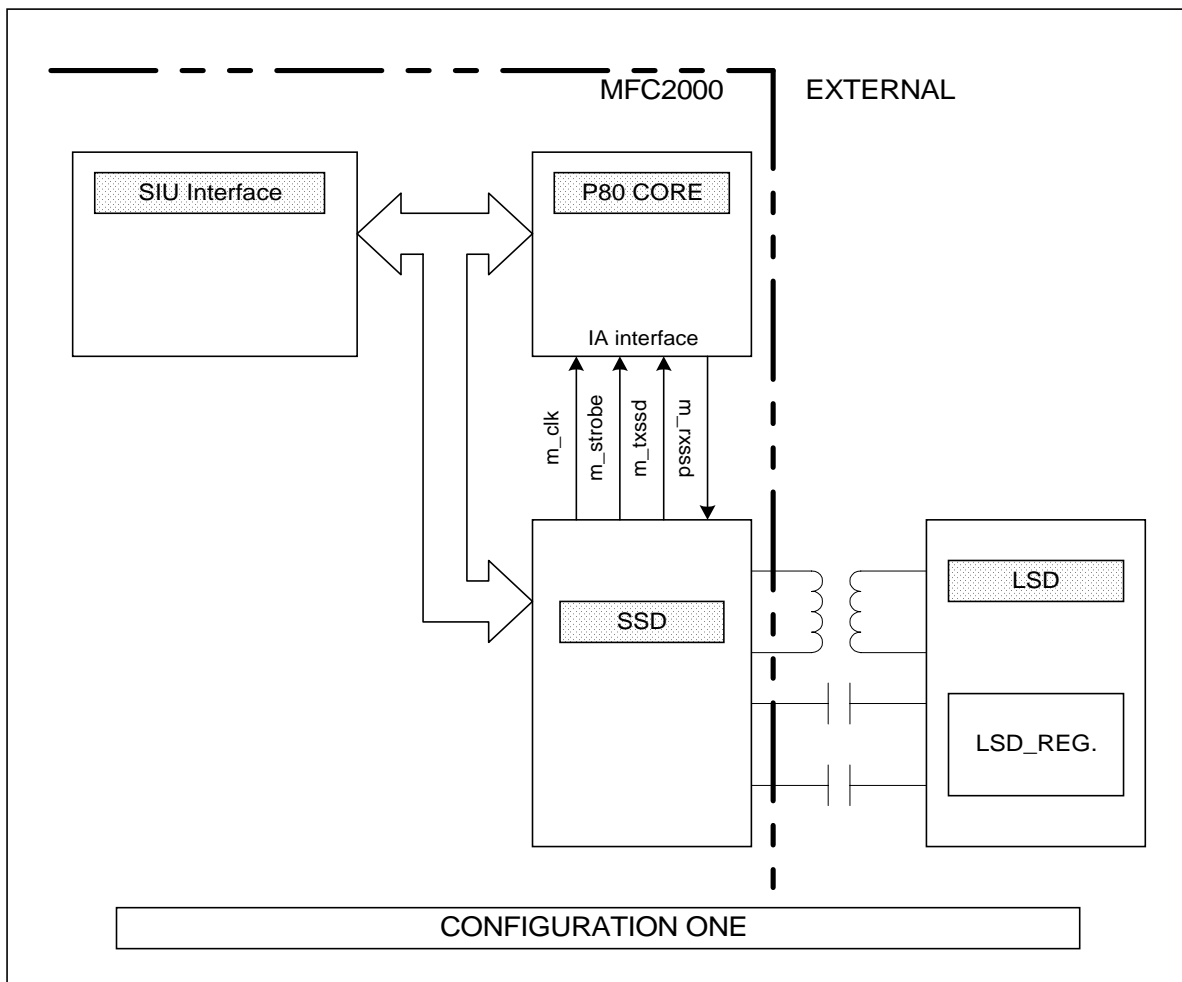 MFC2000
EXTERNAL
SIU Interface
P80 CORE
IA interface
m_clk
m_strobe
m_txssd
m_rxssd
SSD
LSD
LSD_REG.
CONFIGURATION ONE